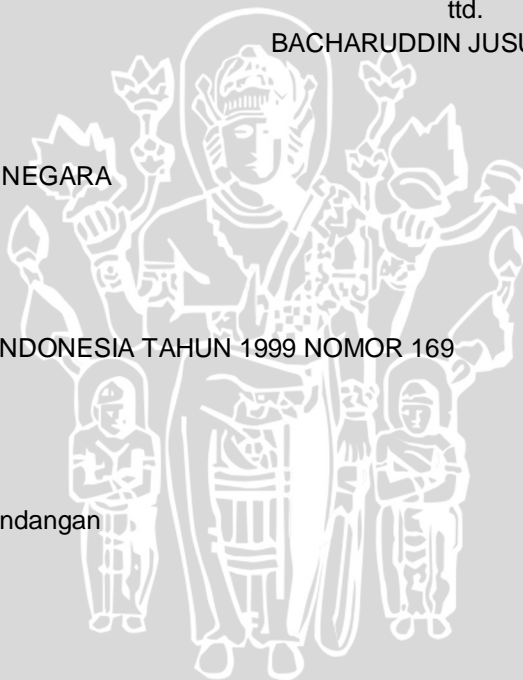 ttd.
BACHARUDDIN JUSU
NEGARA
NDONESIA TAHUN 1999 NOMOR 169
ndangan